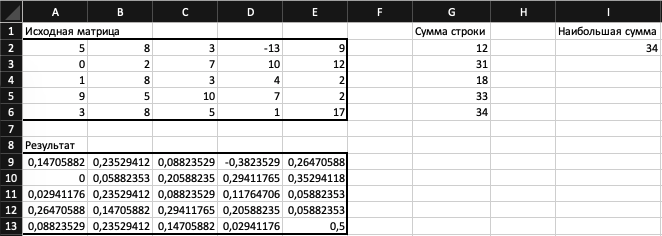 A B C D E F G H I
1 Исходная матрица Сумма строки Наибольшая сумма
2 5 8 3 -13 9 12 34
3 0 2 7 10 12 31
4 1 8 3 4 2 18
5 9 5 10 7 2 33
6 3 8 5 1 17 34
7
8 Результат
9 0,14705882 0,23529412 0,08823529 -0,3823529 0,26470588
10 0 0,05882353 0,20588235 0,29411765 0,35294118
11 0,02941176 0,23529412 0,08823529 0,11764706 0,05882353
12 0,26470588 0,14705882 0,29411765 0,20588235 0,05882353
13 0,08823529 0,23529412 0,14705882 0,02941176 0,5